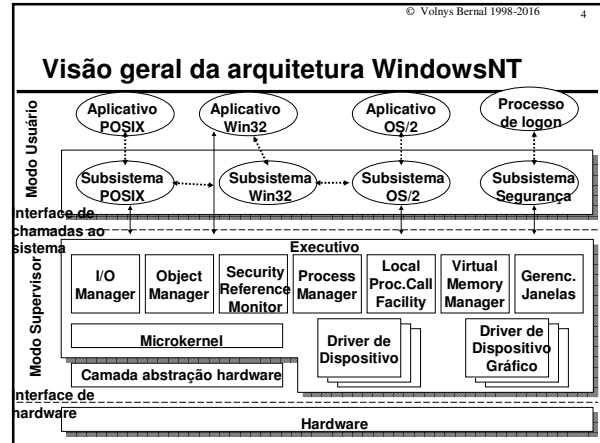 © Volnys Bernal 1998-2016 4
Visão geral da arquitetura WindowsNT
Modo Usuário
Aplicativo
POSIX
Aplicativo
Win32
Aplicativo
OS/2
Processo
de logon
Subsistema
POSIX
Subsistema
Win32
Subsistema
OS/2
Subsistema
Segurança
Interface de
chamadas ao
sistema
Modo Supervisor
Executivo
I/O
Manager
Object
Manager
Security
Reference
Monitor
Process
Manager
Local
Proc.Call
Facility
Virtual
Memory
Manager
Gerenc.
Janelas
Microkernel
Driver de
Dispositivo
Driver de
Dispositivo
Gráfico
Camada abstração hardware
Interface de
hardware
Hardware